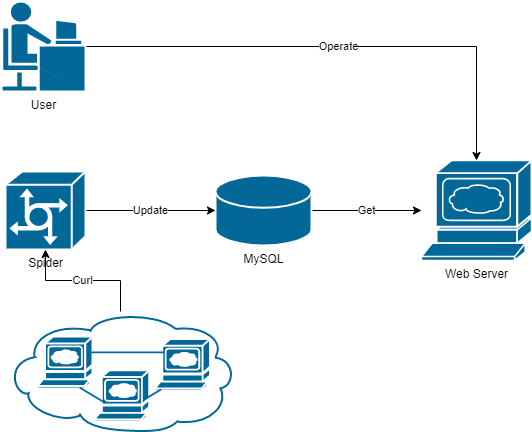 Operate
User
Update
Get
Spider
MySQL
Web Server
Curl